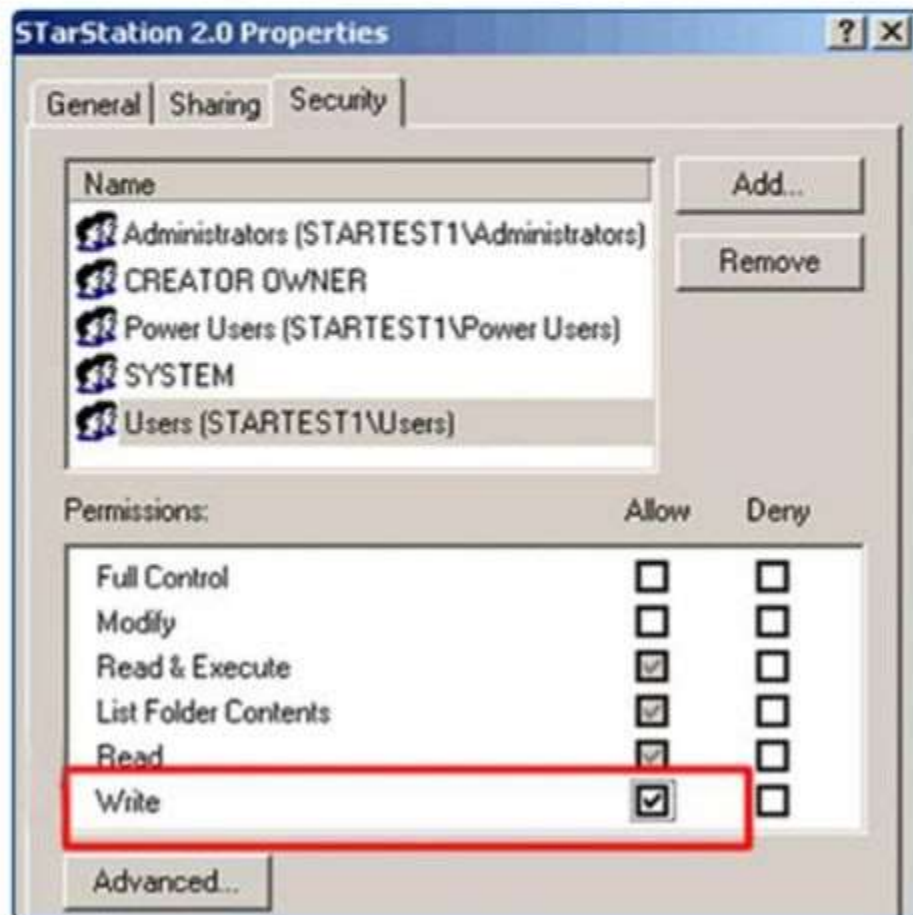 STarStation 2.0 Properties ? X
General Sharing Security
Name
Add...
Administrators (STARTEST1\Administrators)
Remove
CREATOR OWNER
Power Users (STARTEST1\Power Users)
SYSTEM
Users (STARTEST1\Users)
Permissions: Allow Deny
Full Control
Modify
Read & Execute
List Folder Contents
Read
Write
Advanced...